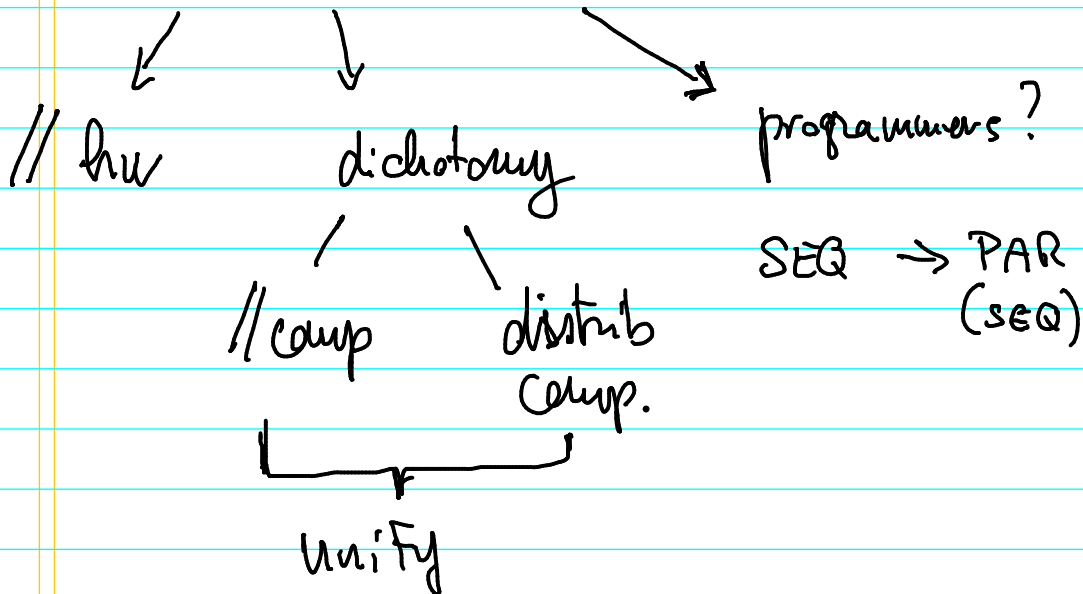 // hw
dichotomy
programmers?
SEQ → PAR
(SEQ)
// comp
distrib
comp.
unify